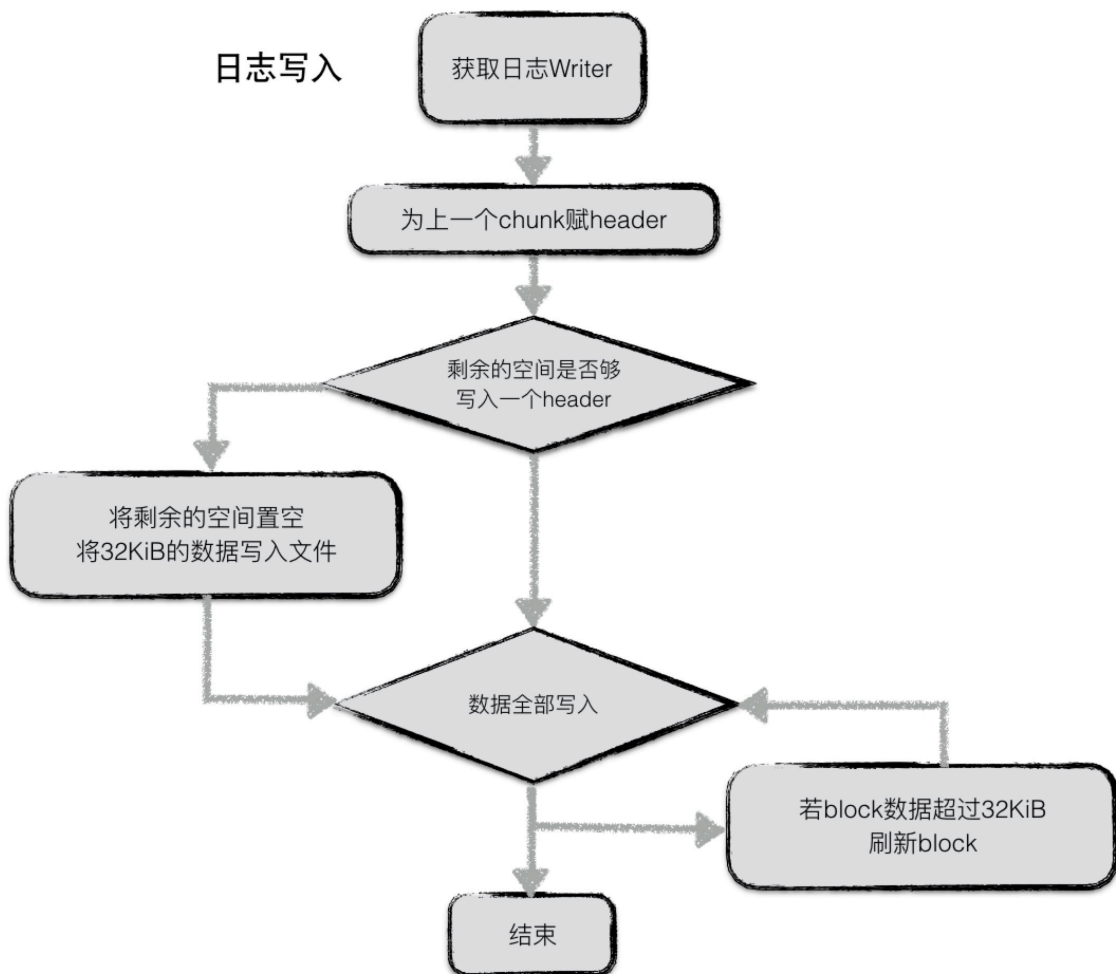 日志写入
获取日志Writer
为上一个chunk赋header
剩余的空间是否够
写入一个header
将剩余的空间置空
将32KiB的数据写入文件
数据全部写入
若block数据超过32KiB
刷新block
结束